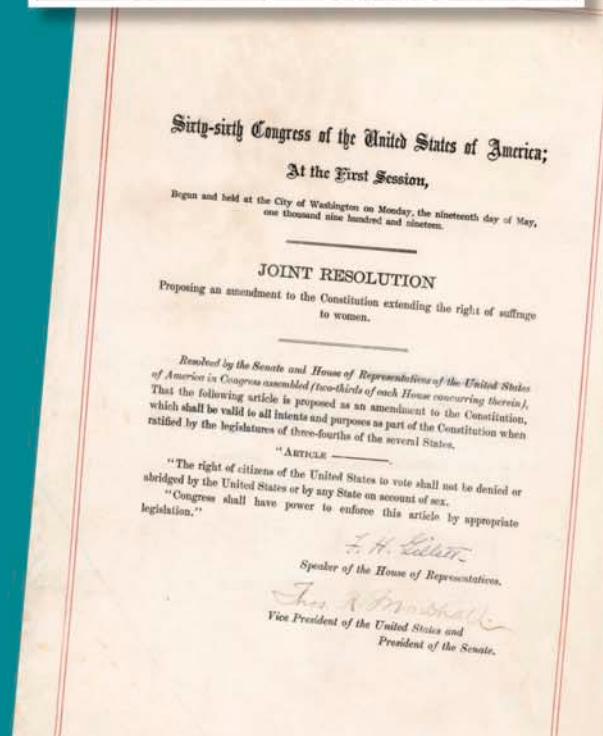 Sixty-sixth Congress of the United States of America;
At the First Session,
Begun and held at the City of Washington on Monday, the nineteenth day of May,
one thousand nine hundred and nineteen.
JOINT RESOLUTION
Proposing an amendment to the Constitution extending the right of suffrage
to women.
Resolved by the Senate and House of Representatives of the United States
of America in Congress assembled (two-thirds of each House concurring therein),
That the following article is proposed as an amendment to the Constitution,
which shall be valid to all intents and purposes as part of the Constitution when
ratified by the legislatures of three-fourths of the several States.
"ARTICLE ———.
"The right of citizens of the United States to vote shall not be denied or
abridged by the United States or by any State on account of sex.
"Congress shall have power to enforce this article by appropriate
legislation."
F. H. Gillett
Speaker of the House of Representatives.
Thos. R. Marshall
Vice President of the United States and
President of the Senate.